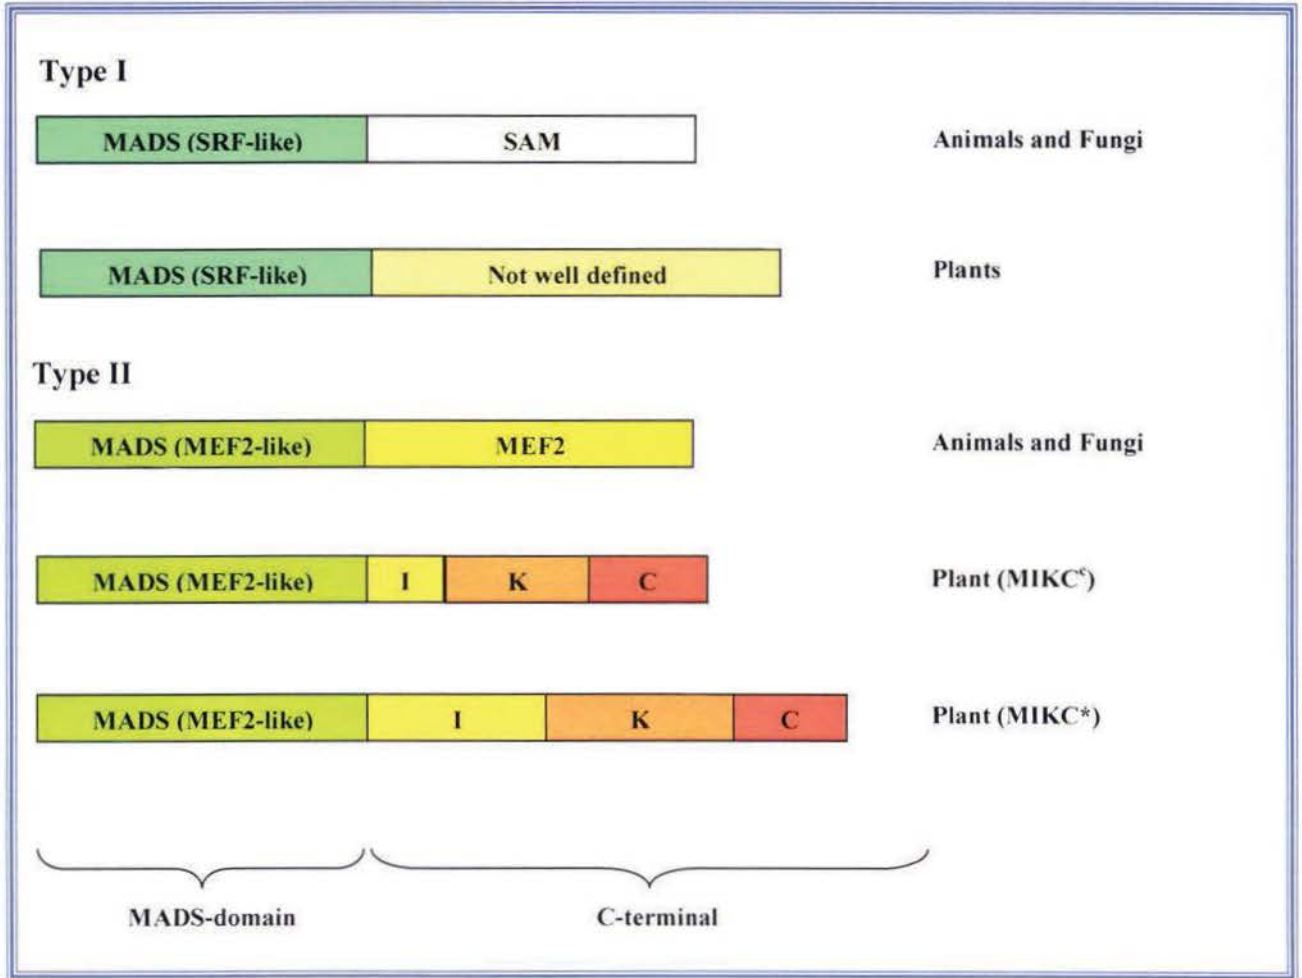 Type I
MADS (SRF-like) SAM Animals and Fungi
MADS (SRF-like) Not well defined Plants
Type II
MADS (MEF2-like) MEF2 Animals and Fungi
MADS (MEF2-like) I K C Plant (MIKCᶜ)
MADS (MEF2-like) I K C Plant (MIKC*)
MADS-domain C-terminal